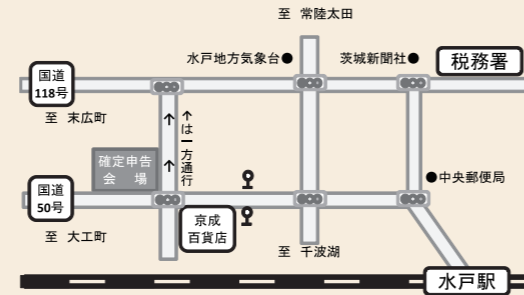 至 常陸太田
水戸地方気象台
茨城新聞社
税務署
国道
118号
至 末広町
↑は一方通行
確定申告
会 場
中央郵便局
国道
50号
京成
百貨店
至 大工町
至 千波湖
水戸駅